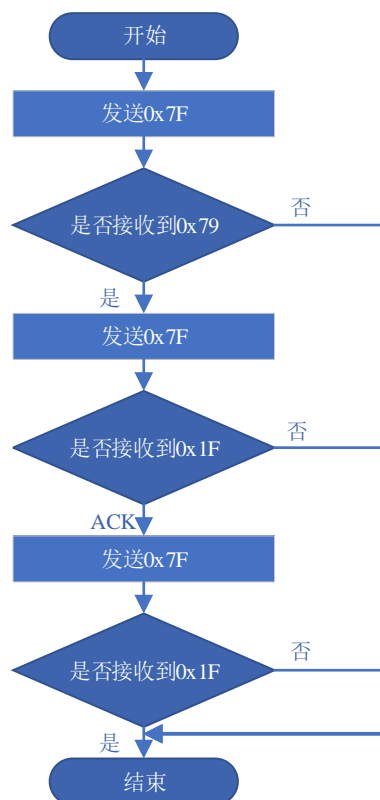 开始
发送0x7F
是否接收到0x79
否
是
发送0x7F
是否接收到0x1F
否
ACK
发送0x7F
是否接收到0x1F
否
是
结束